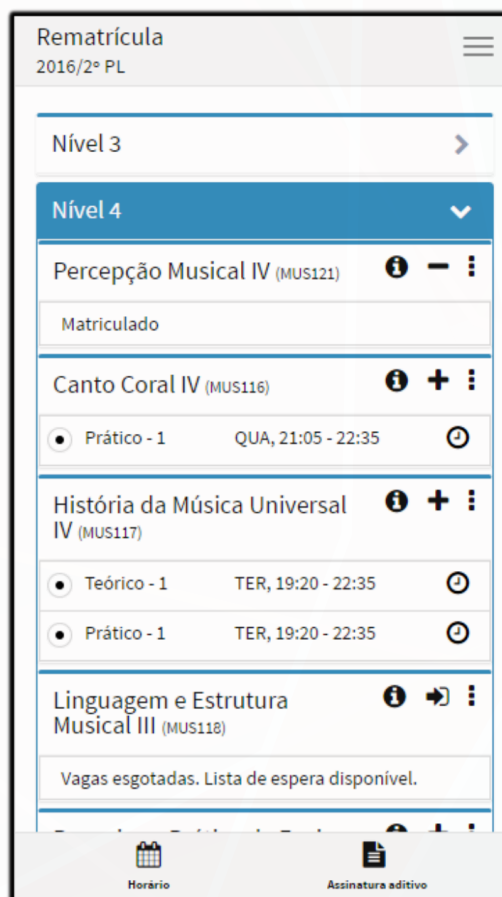 Rematrícula
2016/2º PL
Nível 3
Nível 4
Percepção Musical IV (MUS121)
Matriculado
Canto Coral IV (MUS116)
Prático - 1 QUA, 21:05 - 22:35
História da Música Universal
IV (MUS117)
Teórico - 1 TER, 19:20 - 22:35
Prático - 1 TER, 19:20 - 22:35
Linguagem e Estrutura
Musical III (MUS118)
Vagas esgotadas. Lista de espera disponível.
Horário Assinatura aditivo